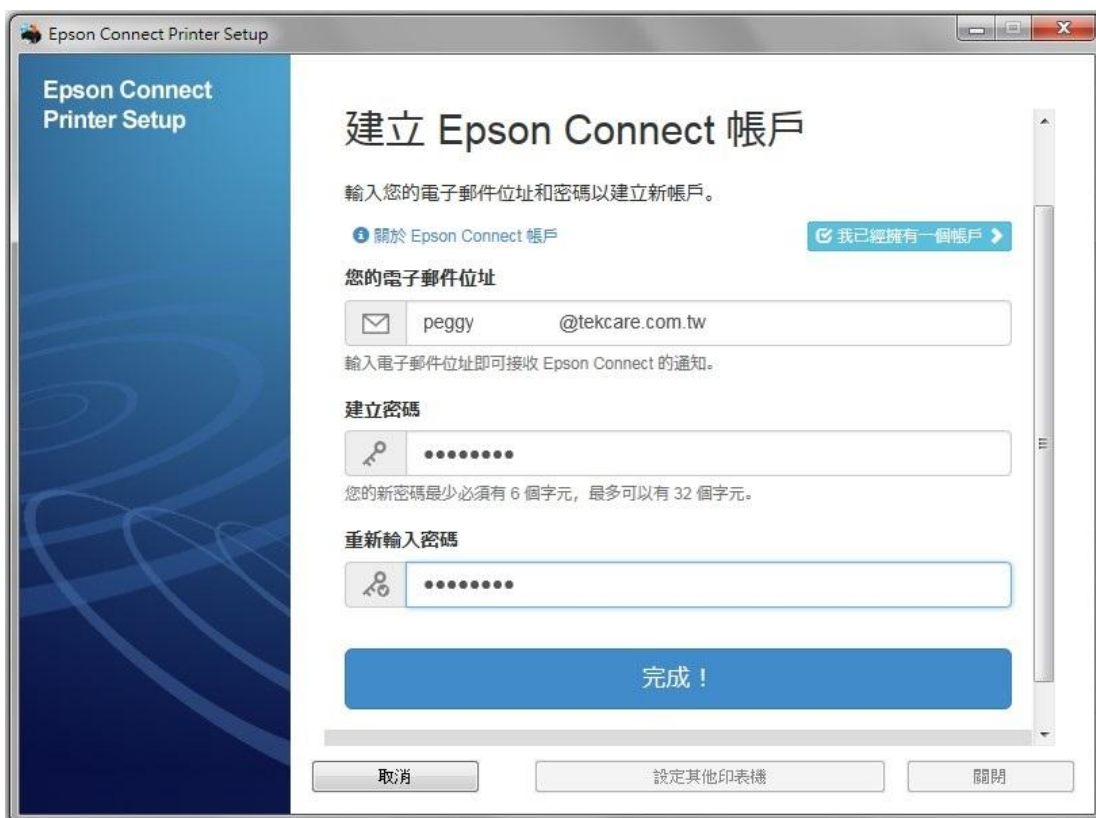 Epson Connect Printer Setup
Epson Connect
Printer Setup
建立 Epson Connect 帳戶
輸入您的電子郵件位址和密碼以建立新帳戶。
關於 Epson Connect 帳戶
我已經擁有一個帳戶
您的電子郵件位址
peggy @tekcare.com.tw
輸入電子郵件位址即可接收 Epson Connect 的通知。
建立密碼
••••••••
您的新密碼最少必須有 6 個字元，最多可以有 32 個字元。
重新輸入密碼
••••••••
完成！
取消 設定其他印表機 關閉